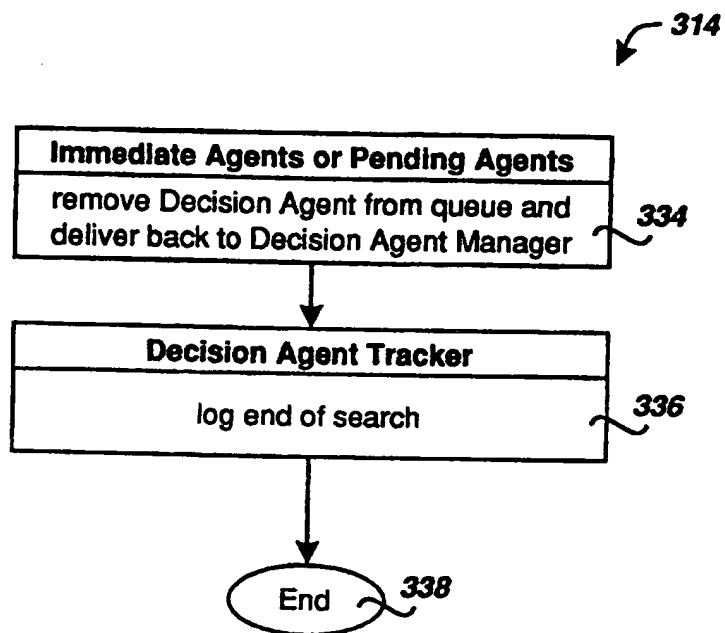 314
Immediate Agents or Pending Agents
remove Decision Agent from queue and
deliver back to Decision Agent Manager
334
Decision Agent Tracker
log end of search
336
End
338